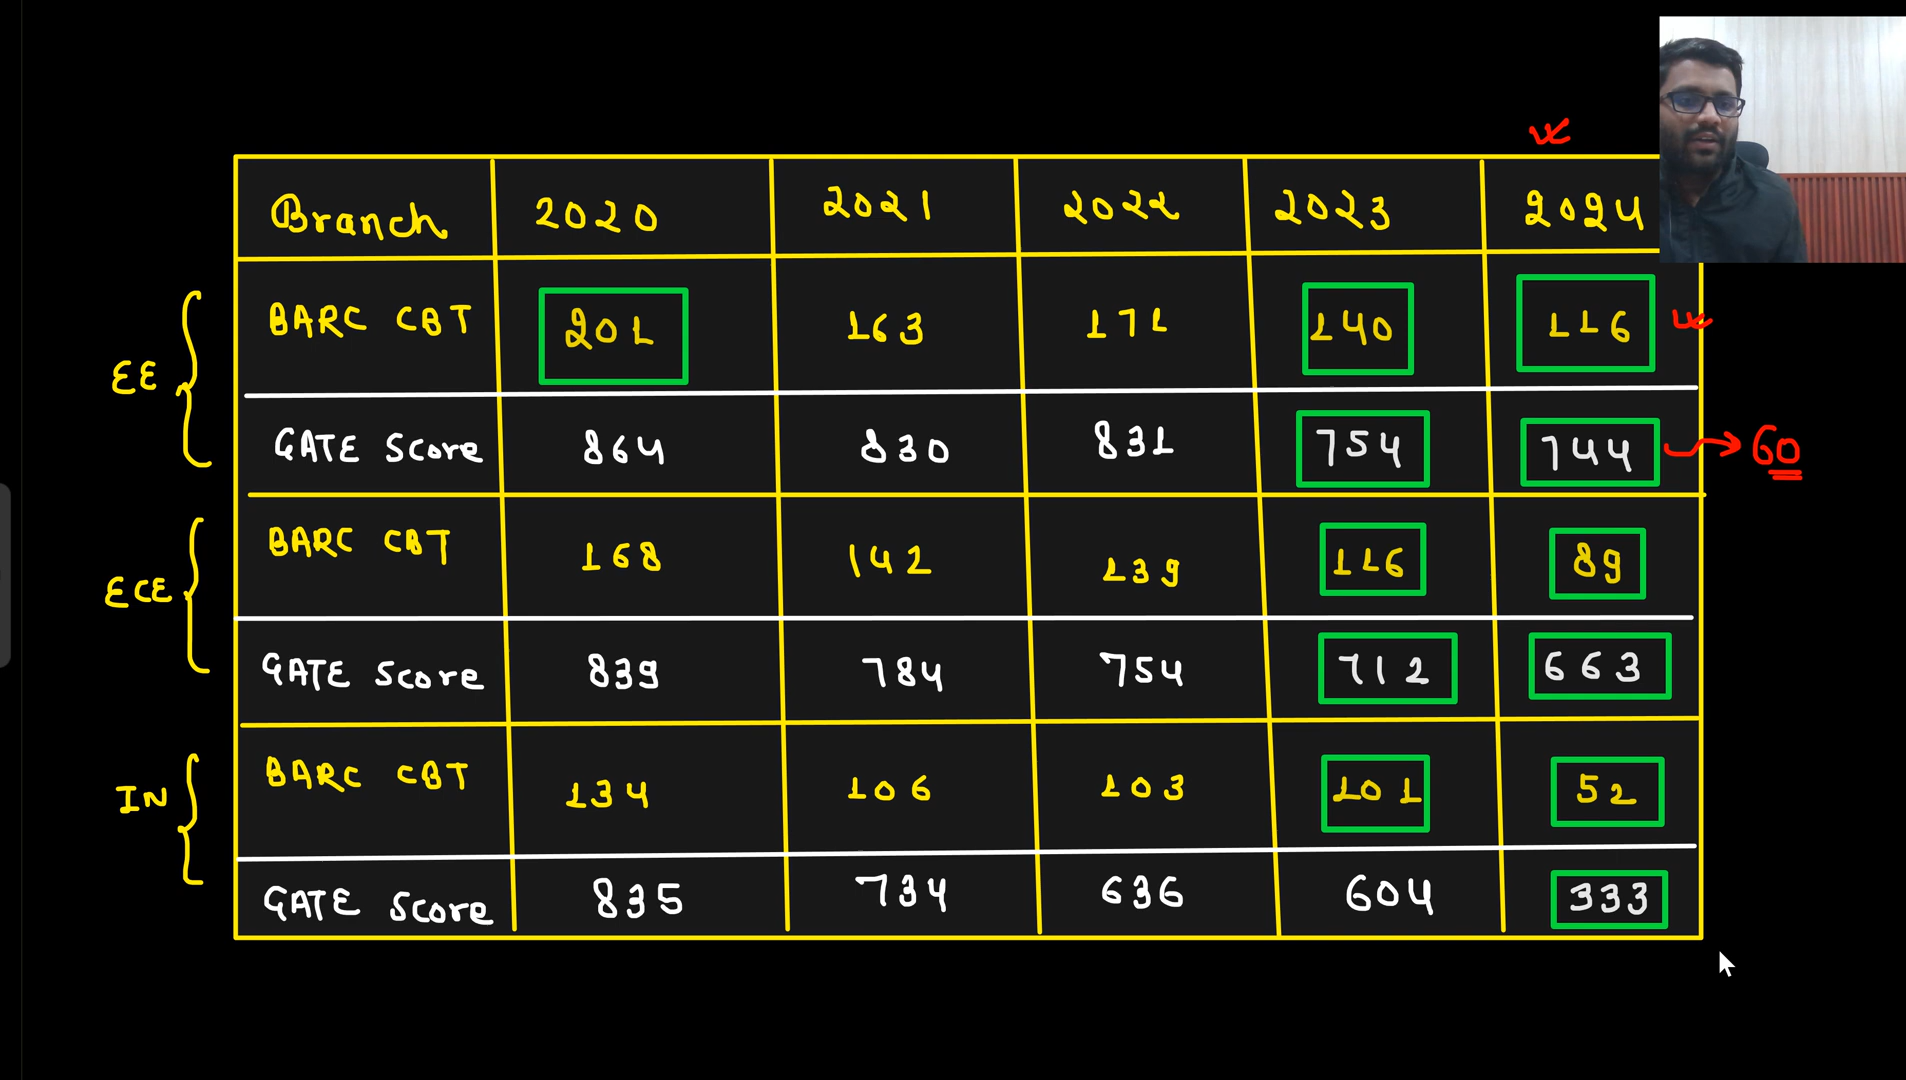 Branch 2020 2021 2022 2023 2024
EE
BARC CBT 201 163 171 140 116
GATE Score 864 830 831 754 744 → 60
ECE
BARC CBT 168 142 139 116 89
GATE Score 839 784 754 712 663
IN
BARC CBT 134 106 103 101 52
GATE Score 835 734 636 604 333